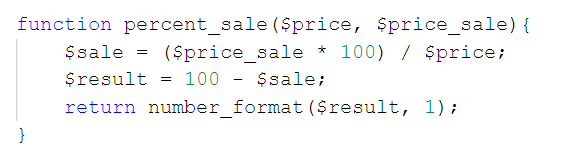 function percent_sale($price, $price_sale){
    $sale = ($price_sale * 100) / $price;
    $result = 100 - $sale;
    return number_format($result, 1);
}